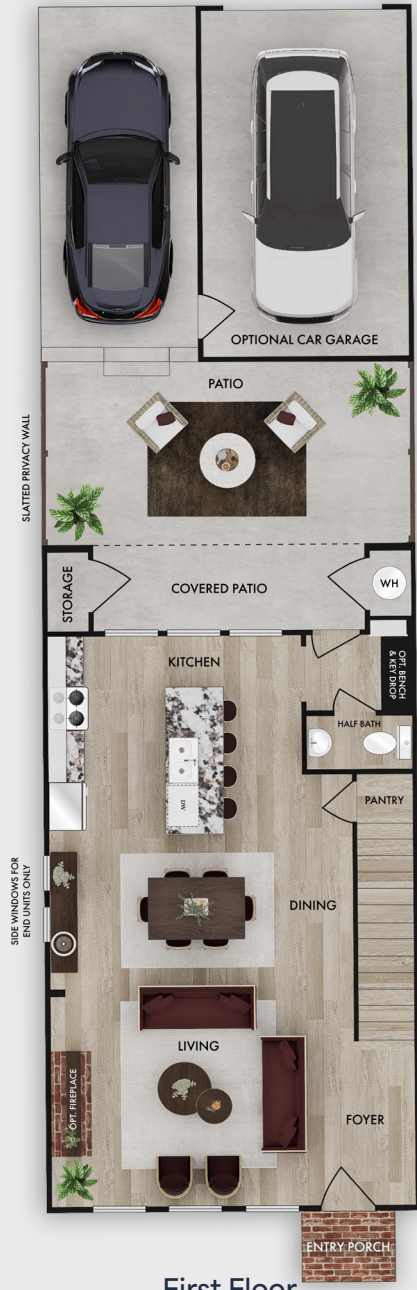 OPTIONAL CAR GARAGE
PATIO
SLATTED PRIVACY WALL
STORAGE
COVERED PATIO
WH
KITCHEN
OPT. BENCH
& KEY DROP
HALF BATH
DW
PANTRY
SIDE WINDOWS FOR
END UNITS ONLY
DINING
LIVING
OPT. FIREPLACE
FOYER
ENTRY PORCH
First Floor